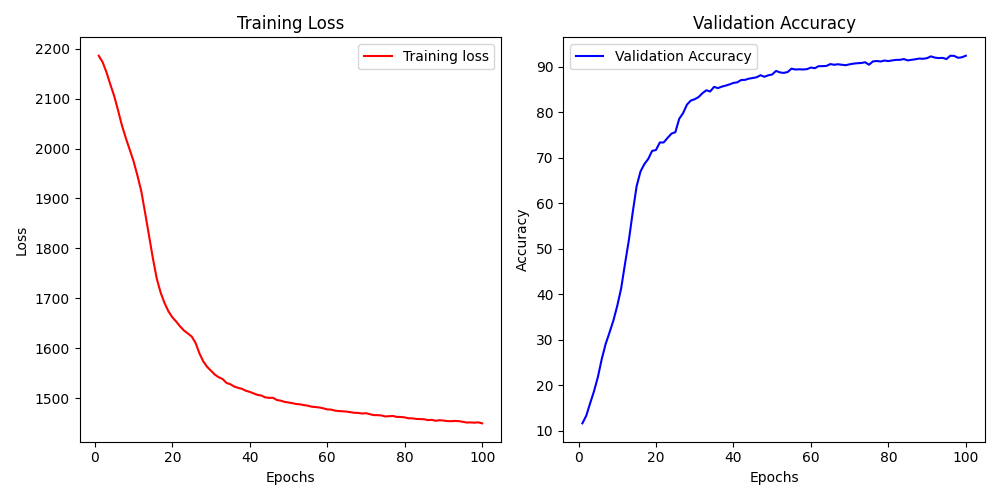 Training Loss
Training loss
2200
2100
2000
1900
1800
1700
1600
1500
Loss
0 20 40 60 80 100
Epochs
Validation Accuracy
Validation Accuracy
90
80
70
60
50
40
30
20
10
Accuracy
0 20 40 60 80 100
Epochs